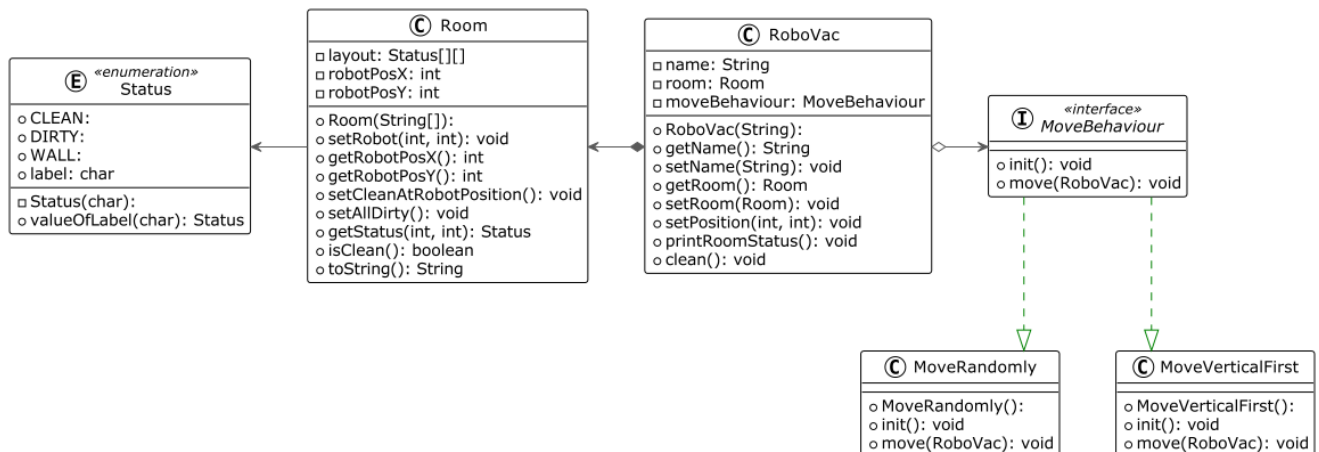 «enumeration»
Status
CLEAN:
DIRTY:
WALL:
label: char
Status(char):
valueOfLabel(char): Status
Room
layout: Status[][]
robotPosX: int
robotPosY: int
Room(String[]):
setRobot(int, int): void
getRobotPosX(): int
getRobotPosY(): int
setCleanAtRobotPosition(): void
setAllDirty(): void
getStatus(int, int): Status
isClean(): boolean
toString(): String
RoboVac
name: String
room: Room
moveBehaviour: MoveBehaviour
RoboVac(String):
getName(): String
setName(String): void
getRoom(): Room
setRoom(Room): void
setPosition(int, int): void
printRoomStatus(): void
clean(): void
«interface»
MoveBehaviour
init(): void
move(RoboVac): void
MoveRandomly
MoveRandomly():
init(): void
move(RoboVac): void
MoveVerticalFirst
MoveVerticalFirst():
init(): void
move(RoboVac): void